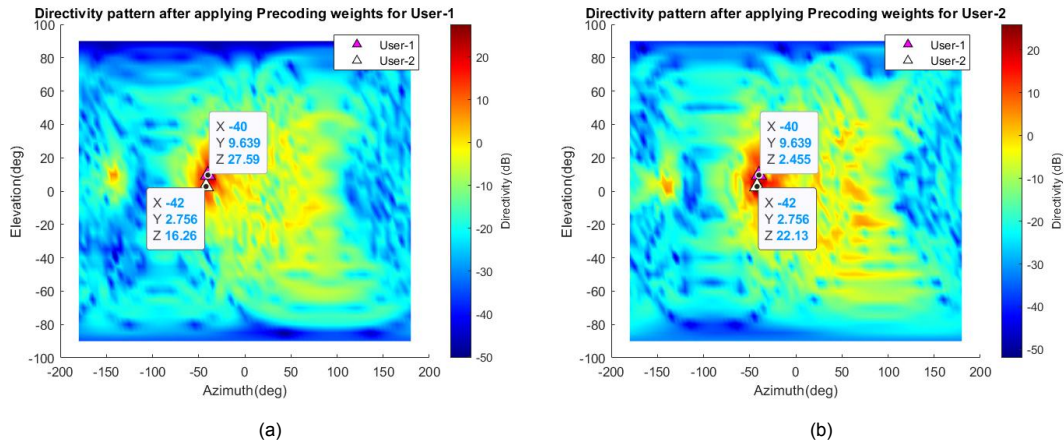 Directivity pattern after applying Precoding weights for User-1
100
80
60
40
20
0
-20
-40
-60
-80
-100
Elevation(deg)
-200 -150 -100 -50 0 50 100 150 200
Azimuth(deg)
User-1
User-2
X -40
Y 9.639
Z 27.59
X -42
Y 2.756
Z 16.26
20
10
0
-10
-20
-30
-40
-50
Directivity (dB)
(a)
Directivity pattern after applying Precoding weights for User-2
100
80
60
40
20
0
-20
-40
-60
-80
-100
Elevation(deg)
-200 -150 -100 -50 0 50 100 150 200
Azimuth(deg)
User-1
User-2
X -40
Y 9.639
Z 2.455
X -42
Y 2.756
Z 22.13
20
10
0
-10
-20
-30
-40
-50
Directivity (dB)
(b)